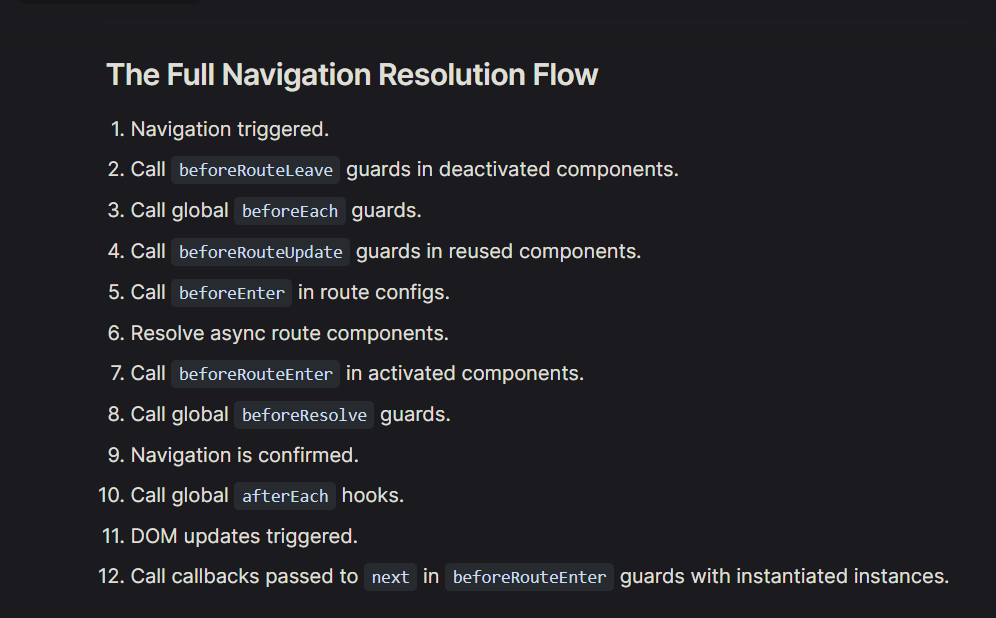 The Full Navigation Resolution Flow
1. Navigation triggered.
2. Call beforeRouteLeave guards in deactivated components.
3. Call global beforeEach guards.
4. Call beforeRouteUpdate guards in reused components.
5. Call beforeEnter in route configs.
6. Resolve async route components.
7. Call beforeRouteEnter in activated components.
8. Call global beforeResolve guards.
9. Navigation is confirmed.
10. Call global afterEach hooks.
11. DOM updates triggered.
12. Call callbacks passed to next in beforeRouteEnter guards with instantiated instances.